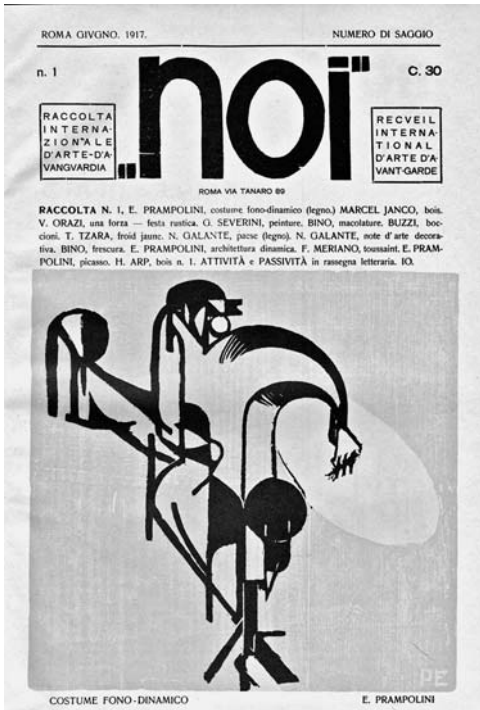 ROMA GIVGNO. 1917. NUMERO DI SAGGIO
n. 1
C. 30
„noi"
RACCOLTA
INTERNA-
ZIONALE
D'ARTE-D'A-
VANGVARDIA
RECVEIL
INTERNA-
TIONAL
D'ARTE D'A-
VANT-GARDE
ROMA VIA TANARO 89
RACCOLTA N. 1, E. PRAMPOLINI, costume fono-dinamico (legno.) MARCEL JANCO, bois.
V. ORAZI, una forza — festa rustica. G. SEVERINI, peinture. BINO, macolature. BUZZI, boc-
cioni. T. TZARA, froid jaune. N. GALANTE, paese (legno). N. GALANTE, note d'arte decora-
tiva. BINO, frescura. E. PRAMPOLINI, architettura dinamica. F. MERIANO, toussaint. E. PRAM-
POLINI, picasso. H. ARP, bois n. 1. ATTIVITÀ e PASSIVITÀ in rassegna letteraria. IO.
PE
COSTUME FONO-DINAMICO E. PRAMPOLINI